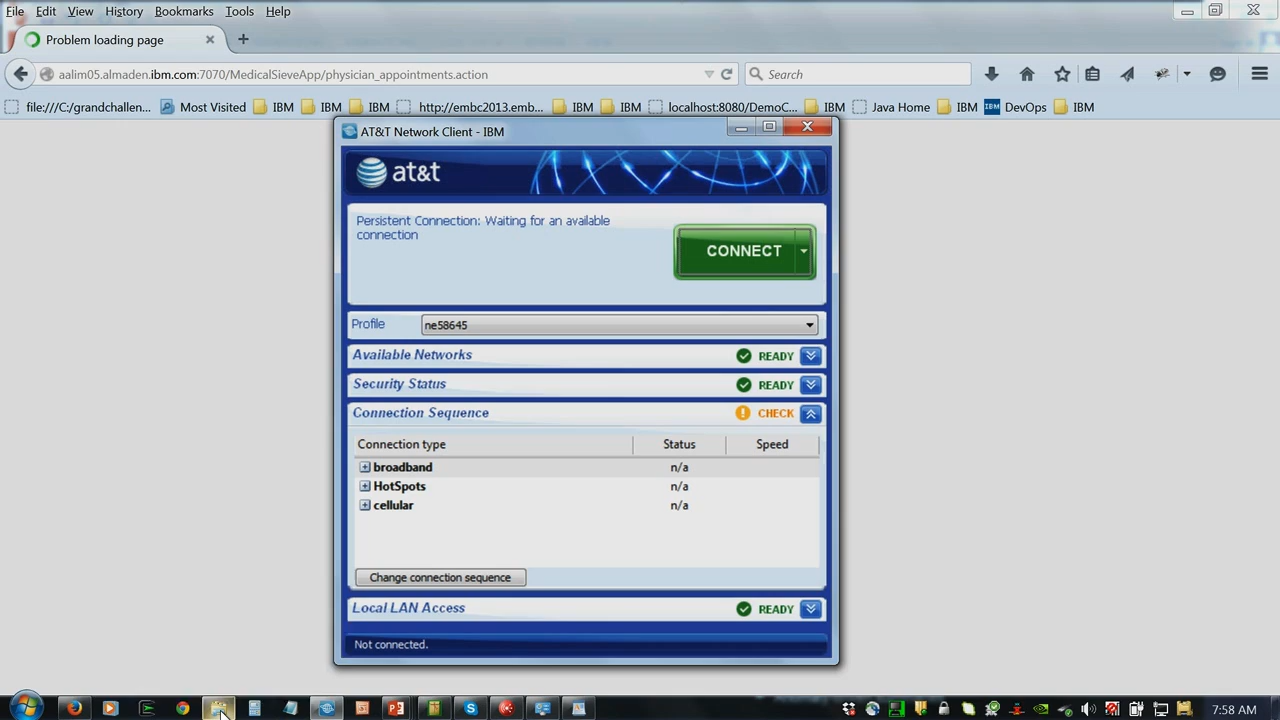 File Edit View History Bookmarks Tools Help
Problem loading page
aalim05.almaden.ibm.com:7070/MedicalSieveApp/physician_appointments.action
Search
file:///C:/grandchallen... Most Visited IBM IBM IBM http://embc2013.emb... IBM IBM localhost:8080/DemoC... IBM Java Home IBM IBM DevOps IBM
AT&T Network Client - IBM
at&t
Persistent Connection: Waiting for an available
connection
CONNECT
Profile ne58645
Available Networks READY
Security Status READY
Connection Sequence CHECK
Connection type Status Speed
broadband n/a
HotSpots n/a
cellular n/a
Change connection sequence
Local LAN Access READY
Not connected.
7:58 AM